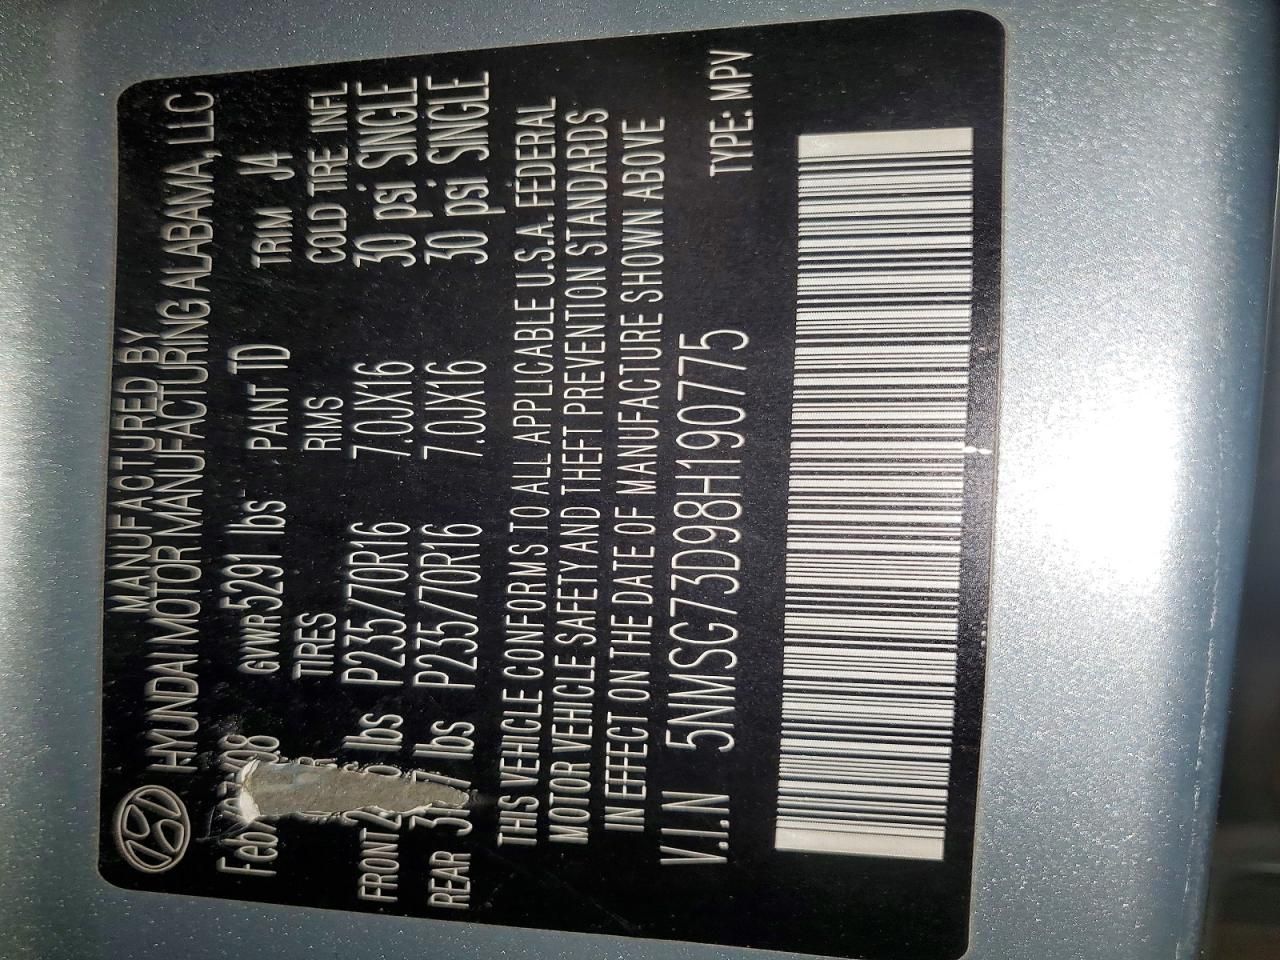 MANUFACTURED BY
HYUNDAI MOTOR MANUFACTURING ALABAMA, LLC
GVWR 5291 lbs PAINT TD TRIM J4
TIRES RIMS COLD TIRE INFL
FRONT lbs P235/70R16 7.0JX16 30 psi SINGLE
REAR lbs P235/70R16 7.0JX16 30 psi SINGLE
THIS VEHICLE CONFORMS TO ALL APPLICABLE U.S.A. FEDERAL
MOTOR VEHICLE SAFETY AND THEFT PREVENTION STANDARDS
IN EFFECT ON THE DATE OF MANUFACTURE SHOWN ABOVE
V.I.N 5NMSG73D98H190775 TYPE: MPV